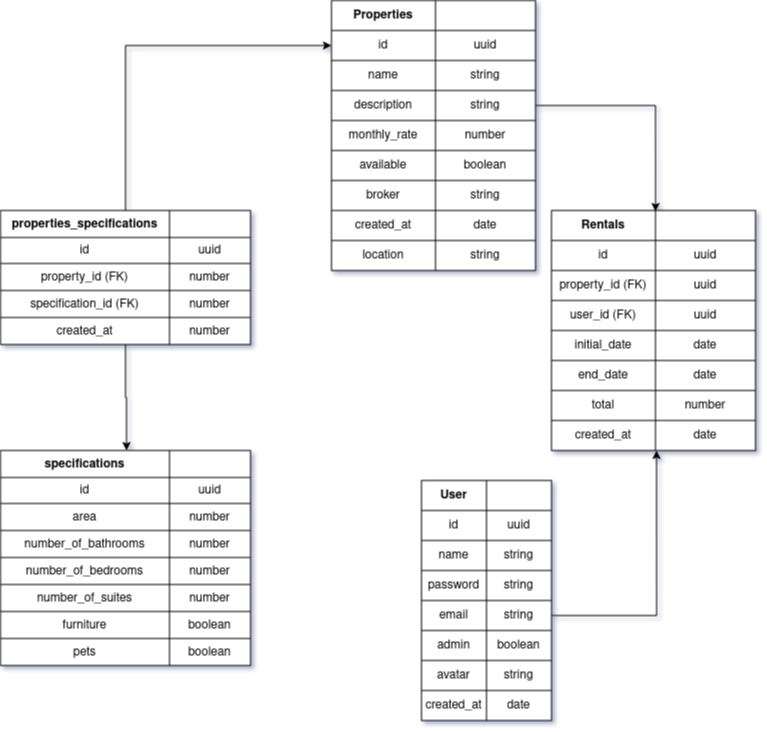 Properties
id uuid
name string
description string
monthly_rate number
available boolean
broker string
created_at date
location string
properties_specifications
id uuid
property_id (FK) number
specification_id (FK) number
created_at number
Rentals
id uuid
property_id (FK) uuid
user_id (FK) uuid
initial_date date
end_date date
total number
created_at date
specifications
id uuid
area number
number_of_bathrooms number
number_of_bedrooms number
number_of_suites number
furniture boolean
pets boolean
User
id uuid
name string
password string
email string
admin boolean
avatar string
created_at date